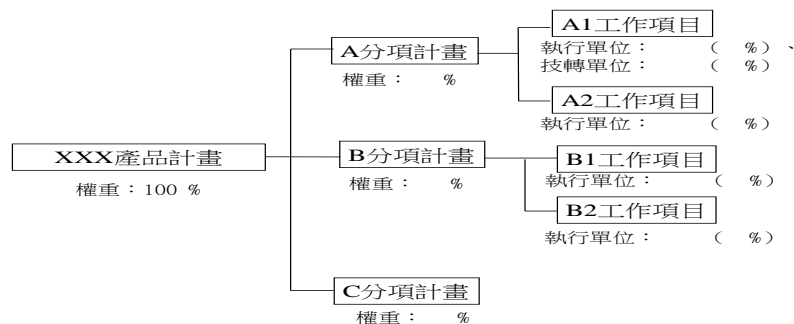 A1工作項目
執行單位：　　（　%）、
技轉單位：　　（　%）
A分項計畫
權重：　%
A2工作項目
執行單位：　　（　%）
XXX產品計畫
權重：100 %
B分項計畫
權重：　%
B1工作項目
執行單位：　　（　%）
B2工作項目
執行單位：　　（　%）
C分項計畫
權重：　%